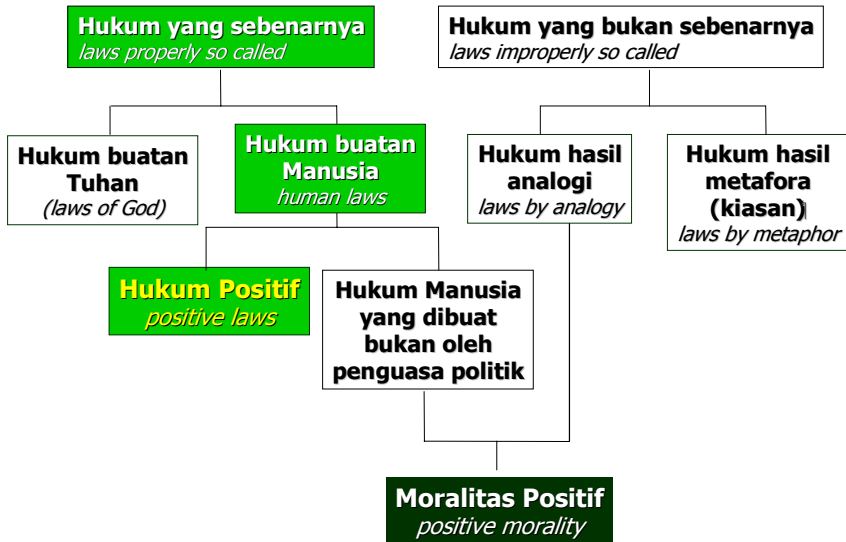 Hukum yang sebenarnya
laws properly so called
Hukum yang bukan sebenarnya
laws improperly so called
Hukum buatan
Tuhan
(laws of God)
Hukum buatan
Manusia
human laws
Hukum hasil
analogi
laws by analogy
Hukum hasil
metafora
(kiasan)
laws by metaphor
Hukum Positif
positive laws
Hukum Manusia
yang dibuat
bukan oleh
penguasa politik
Moralitas Positif
positive morality